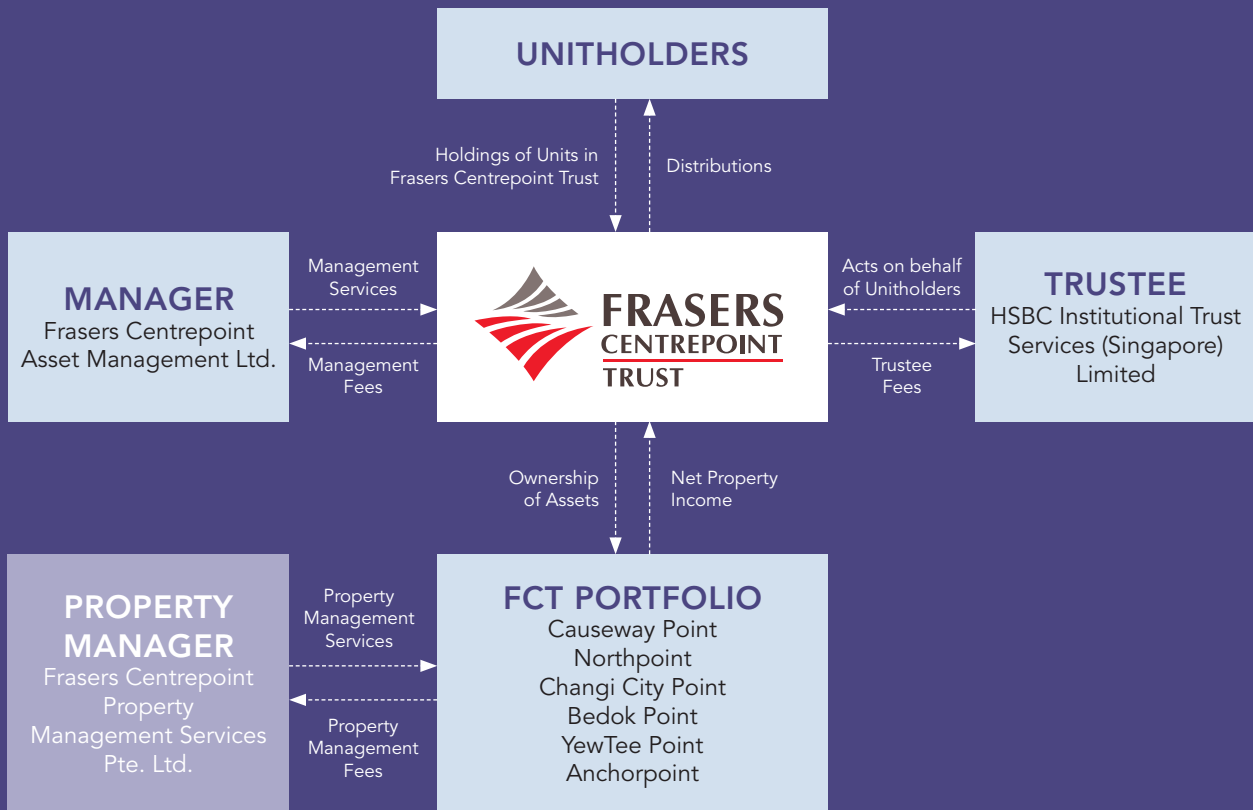 UNITHOLDERS
Holdings of Units in
Frasers Centrepoint Trust
Distributions
MANAGER
Frasers Centrepoint
Asset Management Ltd.
Management
Services
Management
Fees
FRASERS
CENTREPOINT
TRUST
Acts on behalf
of Unitholders
Trustee
Fees
TRUSTEE
HSBC Institutional Trust
Services (Singapore)
Limited
Ownership
of Assets
Net Property
Income
PROPERTY
MANAGER
Frasers Centrepoint
Property
Management Services
Pte. Ltd.
Property
Management
Services
Property
Management
Fees
FCT PORTFOLIO
Causeway Point
Northpoint
Changi City Point
Bedok Point
YewTee Point
Anchorpoint